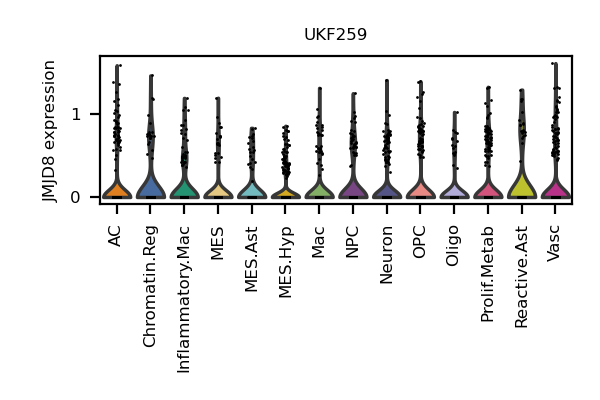 UKF259
JMJD8 expression
1
0
AC
Chromatin.Reg
Inflammatory.Mac
MES
MES.Ast
MES.Hyp
Mac
NPC
Neuron
OPC
Oligo
Prolif.Metab
Reactive.Ast
Vasc